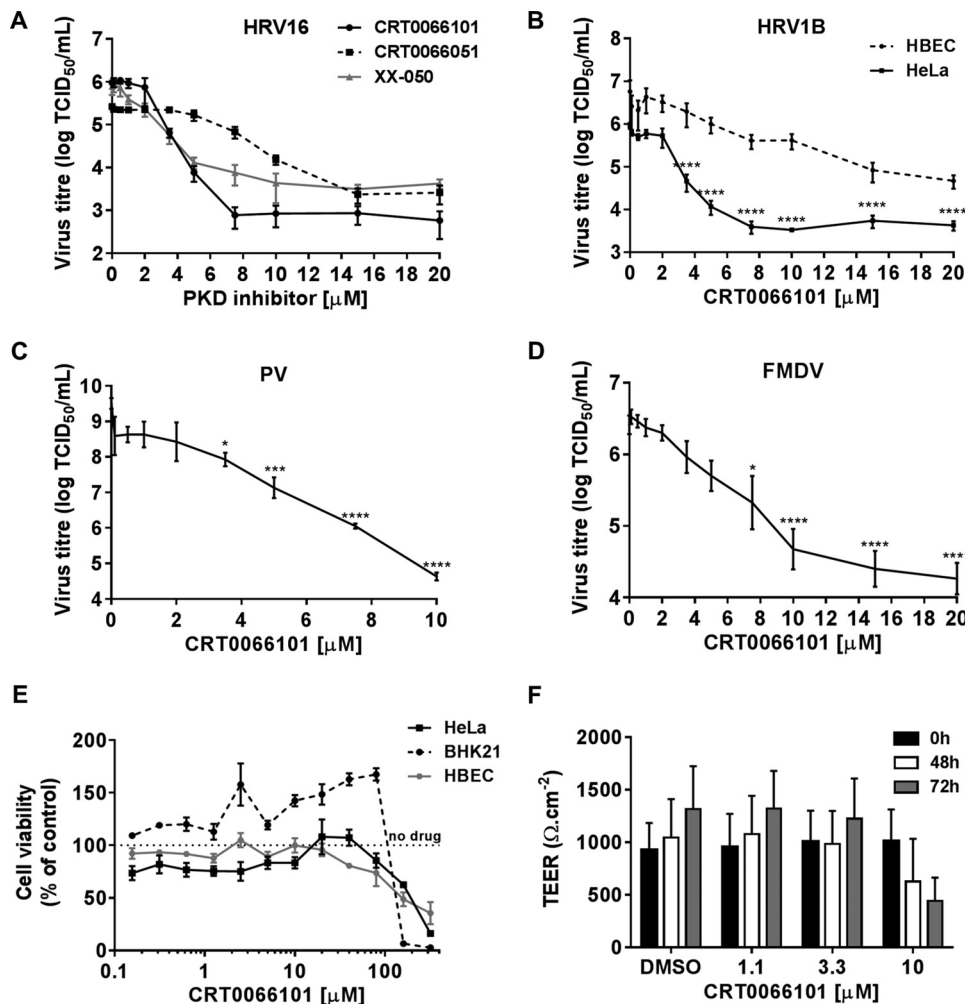 A
HRV16
CRT0066101
CRT0066051
XX-050
Virus titre (log TCID50/mL)
7
6
5
4
3
2
0 2 4 6 8 10 12 14 16 18 20
PKD inhibitor [μM]
B
HRV1B
HBEC
HeLa
Virus titre (log TCID50/mL)
8
7
6
5
4
3
****
****
****
****
****
****
0 2 4 6 8 10 12 14 16 18 20
CRT0066101 [μM]
C
PV
Virus titre (log TCID50/mL)
10
9
8
7
6
5
4
*
***
****
****
0 2 4 6 8 10
CRT0066101 [μM]
D
FMDV
Virus titre (log TCID50/mL)
7
6
5
4
*
****
****
****
0 2 4 6 8 10 12 14 16 18 20
CRT0066101 [μM]
E
HeLa
BHK21
HBEC
Cell viability
(% of control)
200
150
100
50
0
no drug
0.1 1 10 100
CRT0066101 [μM]
F
0h
48h
72h
TEER (Ω.cm-2)
2000
1500
1000
500
0
DMSO 1.1 3.3 10
CRT0066101 [μM]